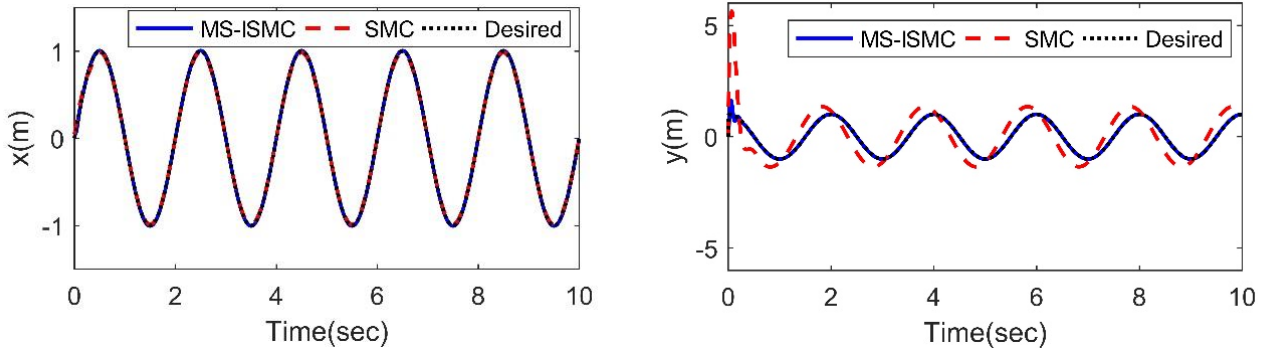 MS-ISMC SMC Desired
1
0
-1
x(m)
0 2 4 6 8 10
Time(sec)
MS-ISMC SMC Desired
5
0
-5
y(m)
0 2 4 6 8 10
Time(sec)